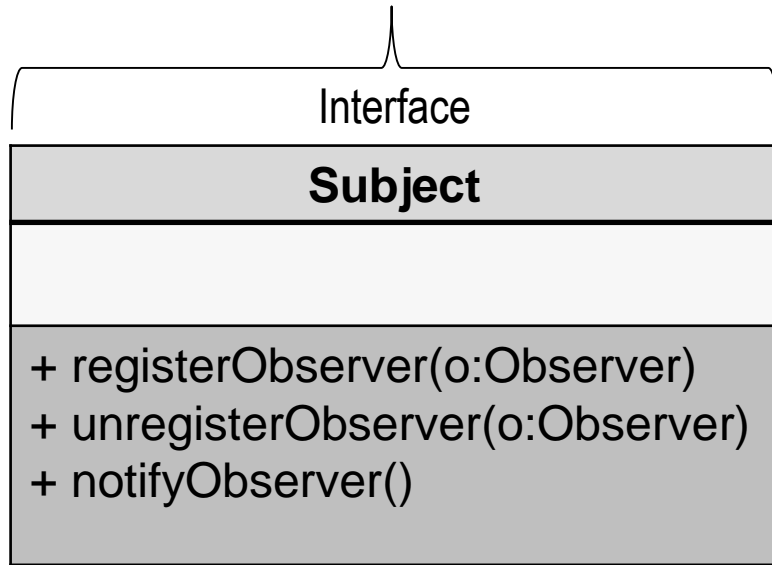 Interface
Subject
+ registerObserver(o:Observer)
+ unregisterObserver(o:Observer)
+ notifyObserver()